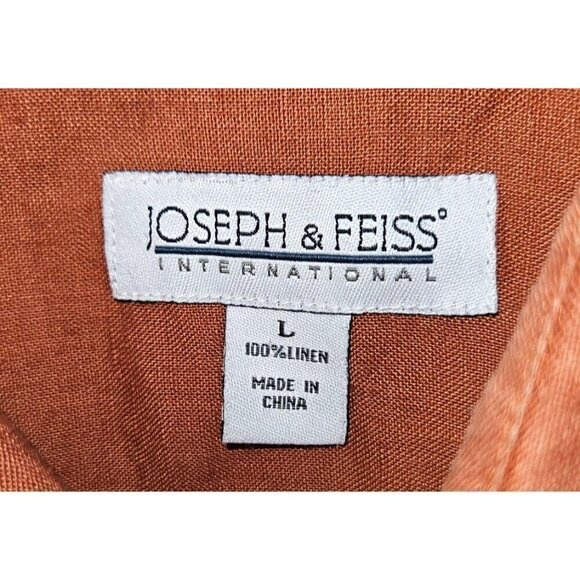 JOSEPH & FEISS®
INTERNATIONAL
L
100%LINEN
MADE IN
CHINA